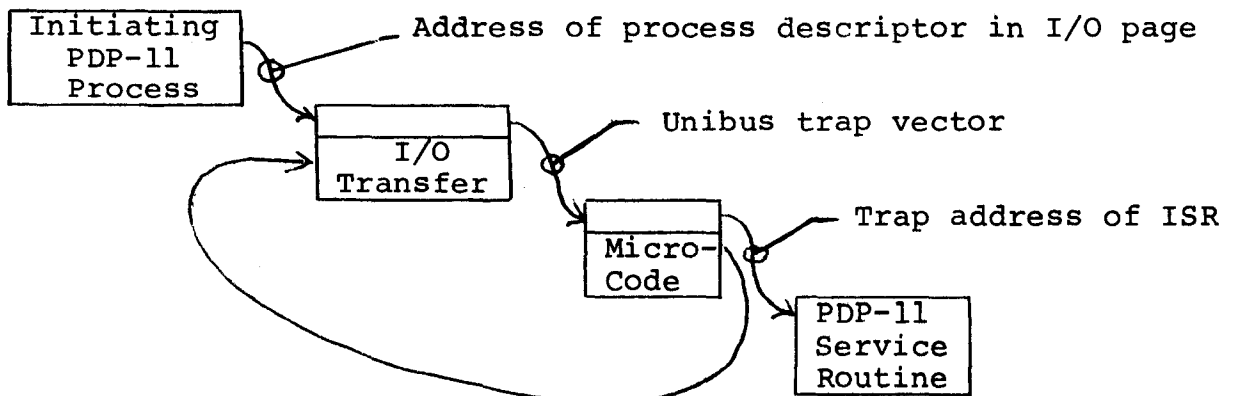 Initiating
PDP-11
Process
Address of process descriptor in I/O page
Unibus trap vector
I/O
Transfer
Trap address of ISR
Micro-
Code
PDP-11
Service
Routine